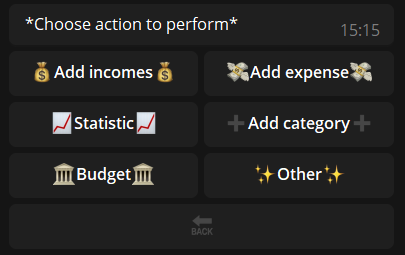 *Choose action to perform*
15:15
💰Add incomes💰
💸Add expense💸
📈Statistic📈
➕Add category➕
🏛Budget🏛
✨Other✨
BACK